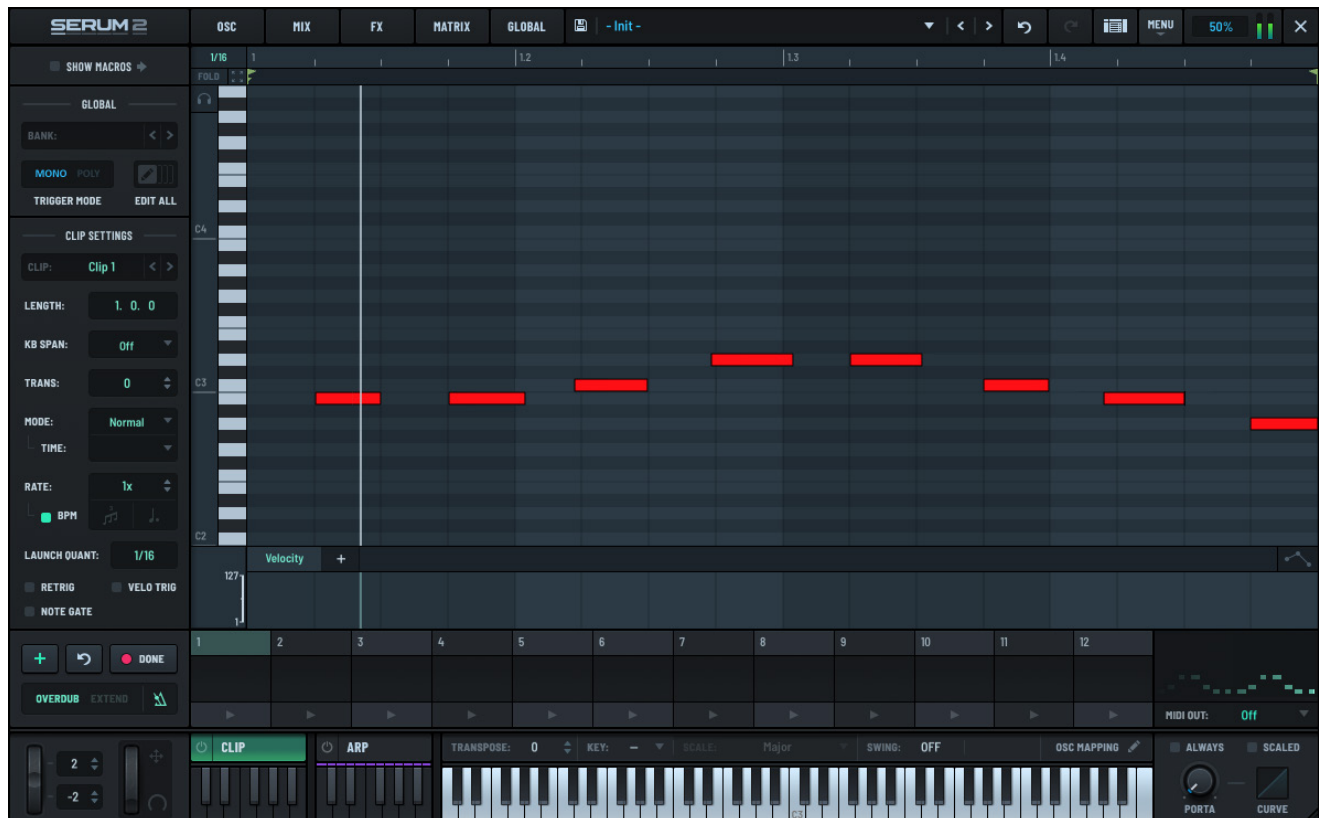 SERUM 2 OSC MIX FX MATRIX GLOBAL - Init - MENU 50%
SHOW MACROS
1/16 1 1.2 1.3 1.4
FOLD
GLOBAL
BANK:
MONO POLY
TRIGGER MODE EDIT ALL
CLIP SETTINGS
CLIP: Clip 1
LENGTH: 1. 0. 0
KB SPAN: Off
TRANS: 0
MODE: Normal
TIME:
RATE: 1x
BPM
LAUNCH QUANT: 1/16
RETRIG VELO TRIG
NOTE GATE
C4
C3
C2
Velocity +
127
1
1 2 3 4 5 6 7 8 9 10 11 12
+ DONE
OVERDUB EXTEND
MIDI OUT: Off
2
-2
CLIP ARP TRANSPOSE: 0 KEY: – SCALE: Major SWING: OFF OSC MAPPING ALWAYS SCALED
C3
PORTA CURVE